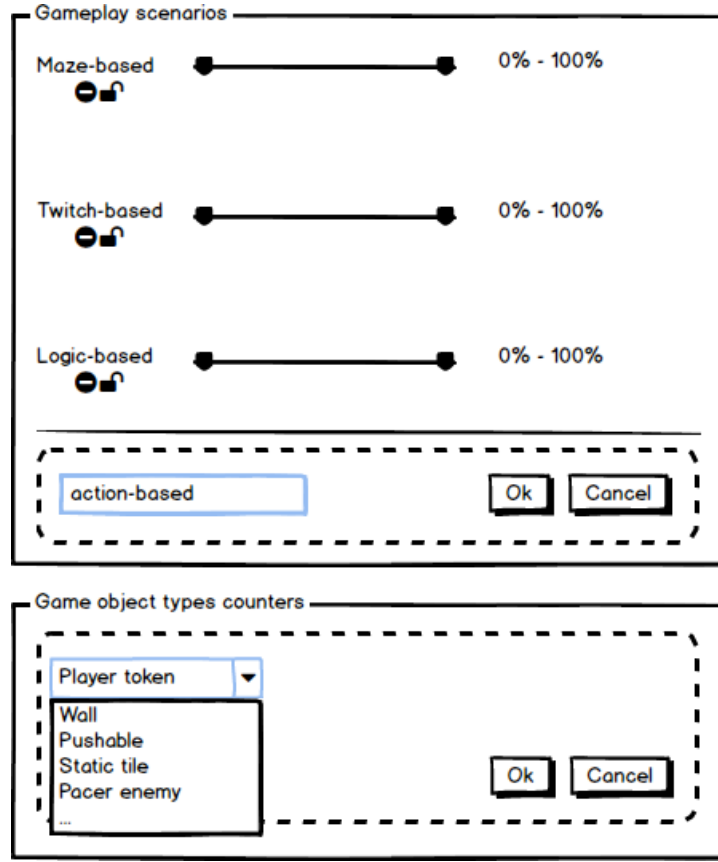 Gameplay scenarios
Maze-based 0% - 100%
Twitch-based 0% - 100%
Logic-based 0% - 100%
action-based Ok Cancel
Game object types counters
Player token
Wall
Pushable
Static tile
Pacer enemy
...
Ok Cancel